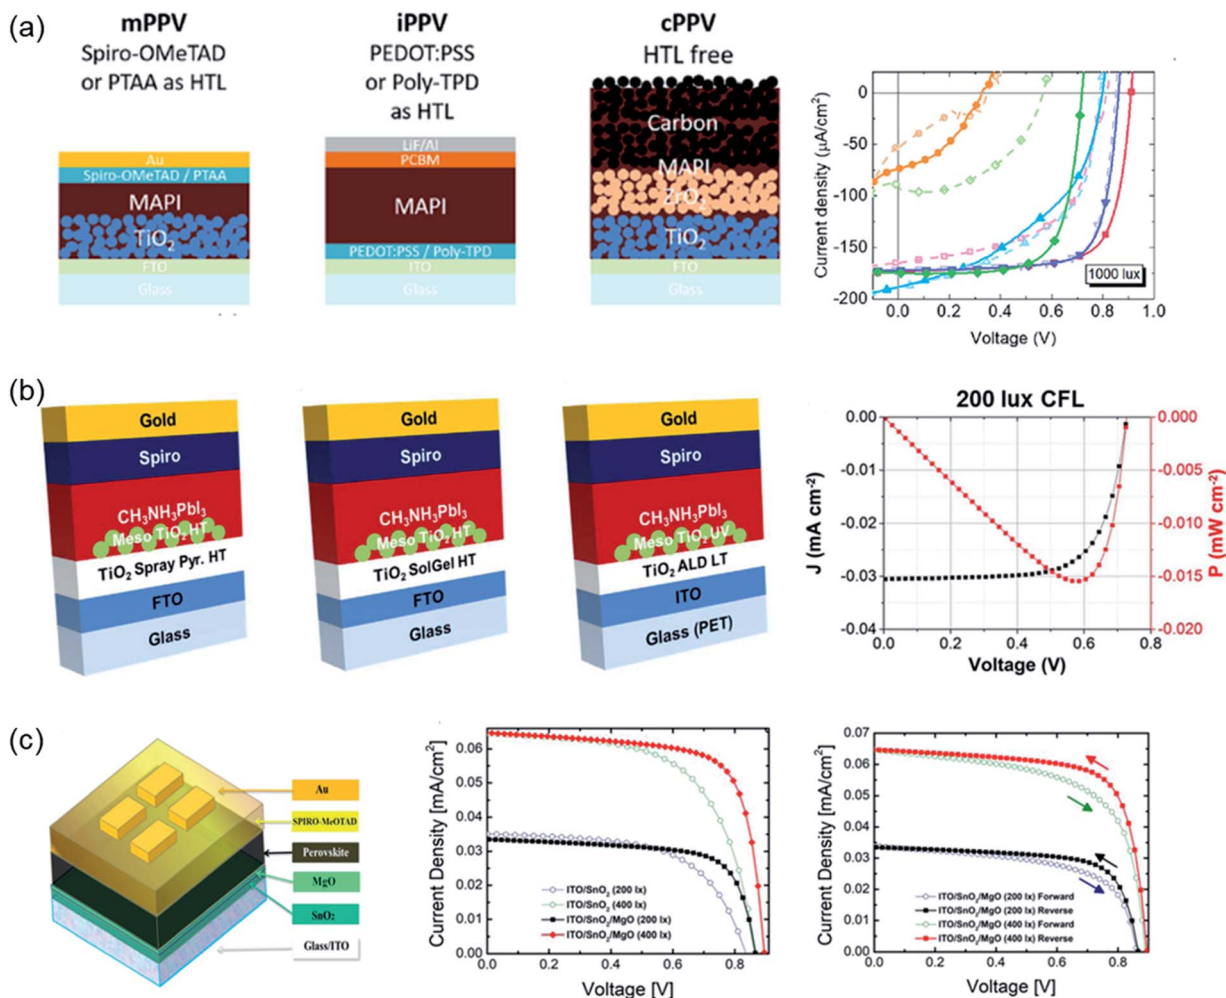 (a)
mPPV
Spiro-OMeTAD
or PTAA as HTL
Au
Spiro-OMeTAD / PTAA
MAPI
TiO₂
FTO
Glass
iPPV
PEDOT:PSS
or Poly-TPD
as HTL
LiF/Al
PCBM
MAPI
PEDOT:PSS / Poly-TPD
ITO
Glass
cPPV
HTL free
Carbon
MAPI
ZrO₂
TiO₂
FTO
Glass
Current density (µA/cm²)
0
-50
-100
-150
-200
1000 lux
0.0 0.2 0.4 0.6 0.8 1.0
Voltage (V)
(b)
Gold
Spiro
CH₃NH₃PbI₃
Meso TiO₂ HT
TiO₂ Spray Pyr. HT
FTO
Glass
Gold
Spiro
CH₃NH₃PbI₃
Meso TiO₂ HT
TiO₂ SolGel HT
FTO
Glass
Gold
Spiro
CH₃NH₃PbI₃
Meso TiO₂ UV
TiO₂ ALD LT
ITO
Glass (PET)
200 lux CFL
J (mA cm⁻²)
0.00
-0.01
-0.02
-0.03
-0.04
0.0 0.2 0.4 0.6 0.8
Voltage (V)
0.000
-0.005
-0.010
-0.015
-0.020
P (mW cm⁻²)
(c)
Au
SPIRO-MeOTAD
Perovskite
MgO
SnO₂
Glass/ITO
Current Density [mA/cm²]
0.06
0.05
0.04
0.03
0.02
0.01
0.00
ITO/SnO₂ (200 lx)
ITO/SnO₂ (400 lx)
ITO/SnO₂/MgO (200 lx)
ITO/SnO₂/MgO (400 lx)
0.0 0.2 0.4 0.6 0.8
Voltage [V]
Current Density [mA/cm²]
0.07
0.06
0.05
0.04
0.03
0.02
0.01
0.00
ITO/SnO₂/MgO (200 lx) Forward
ITO/SnO₂/MgO (200 lx) Reverse
ITO/SnO₂/MgO (400 lx) Forward
ITO/SnO₂/MgO (400 lx) Reverse
0.0 0.2 0.4 0.6 0.8
Voltage [V]